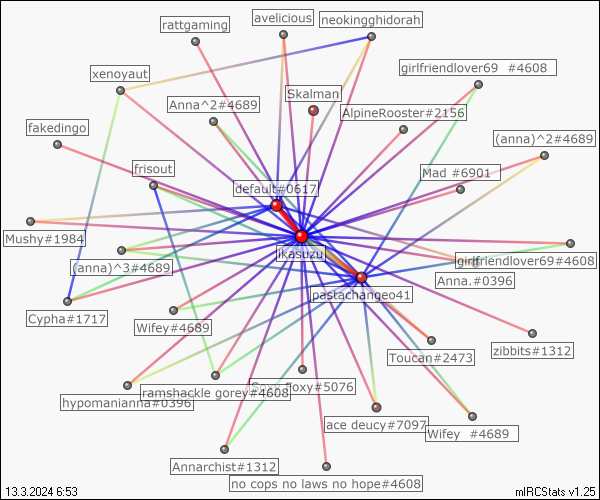 avelicious
neokingghidorah
rattgaming
girlfriendlover69 #4608
xenoyaut
Skalman
Anna^2#4689
AlpineRooster#2156
fakedingo
(anna)^2#4689
frisout
Mad #6901
default#0617
Mushy#1984
jkasuzu
(anna)^3#4689
girlfriendlover69#4608
Anna.#0396
pastachangeo41
Cypha#1717
Wifey#4689
zibbits#1312
Toucan#2473
ramshackle gorey#4608
Foxy#5076
hypomanianna#0396
ace deucy#7097
Wifey #4689
Annarchist#1312
no cops no laws no hope#4608
13.3.2024 6:53
mIRCStats v1.25